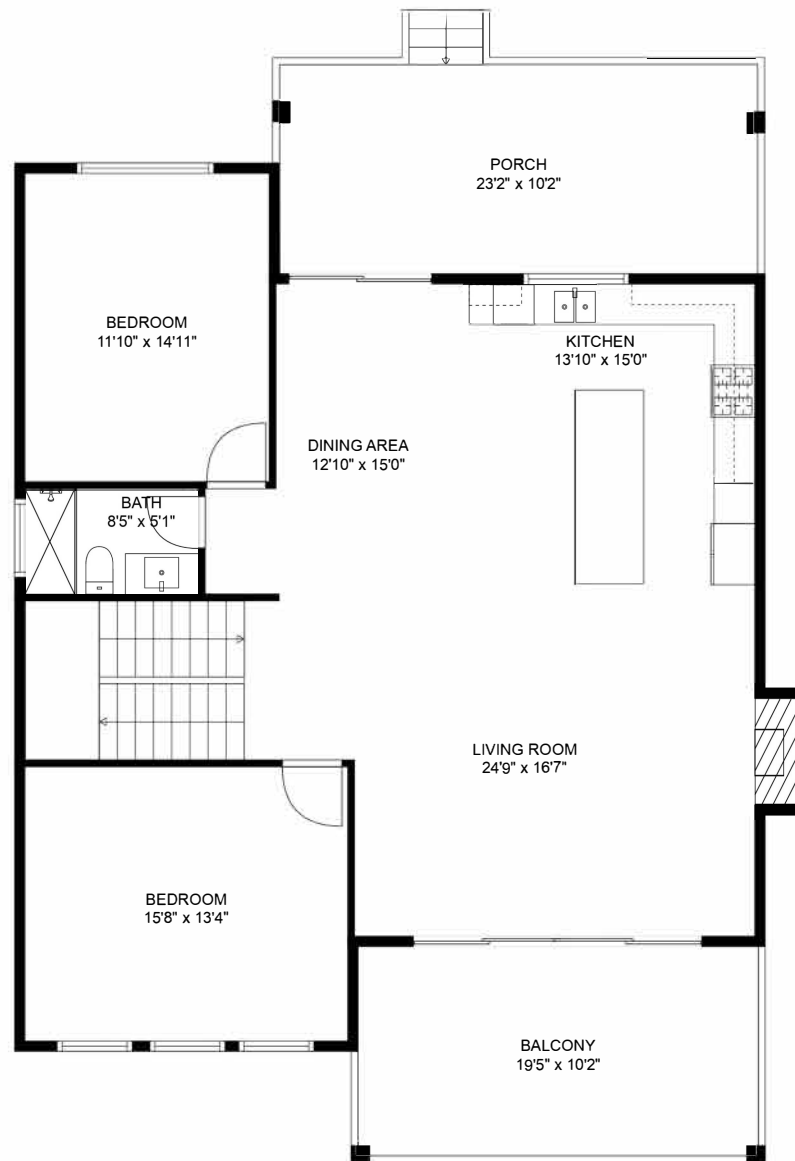 PORCH
23'2" x 10'2"
BEDROOM
11'10" x 14'11"
KITCHEN
13'10" x 15'0"
DINING AREA
12'10" x 15'0"
BATH
8'5" x 5'1"
LIVING ROOM
24'9" x 16'7"
BEDROOM
15'8" x 13'4"
BALCONY
19'5" x 10'2"